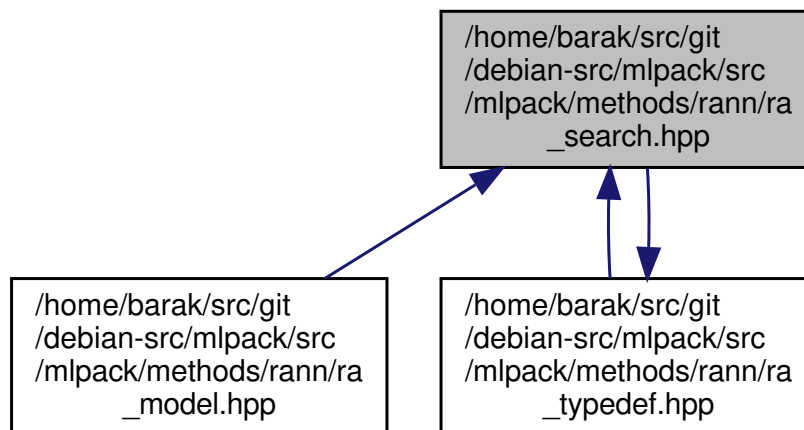 /home/barak/src/git
/debian-src/mlpack/src
/mlpack/methods/rann/ra
_search.hpp
/home/barak/src/git
/debian-src/mlpack/src
/mlpack/methods/rann/ra
_model.hpp
/home/barak/src/git
/debian-src/mlpack/src
/mlpack/methods/rann/ra
_typedef.hpp